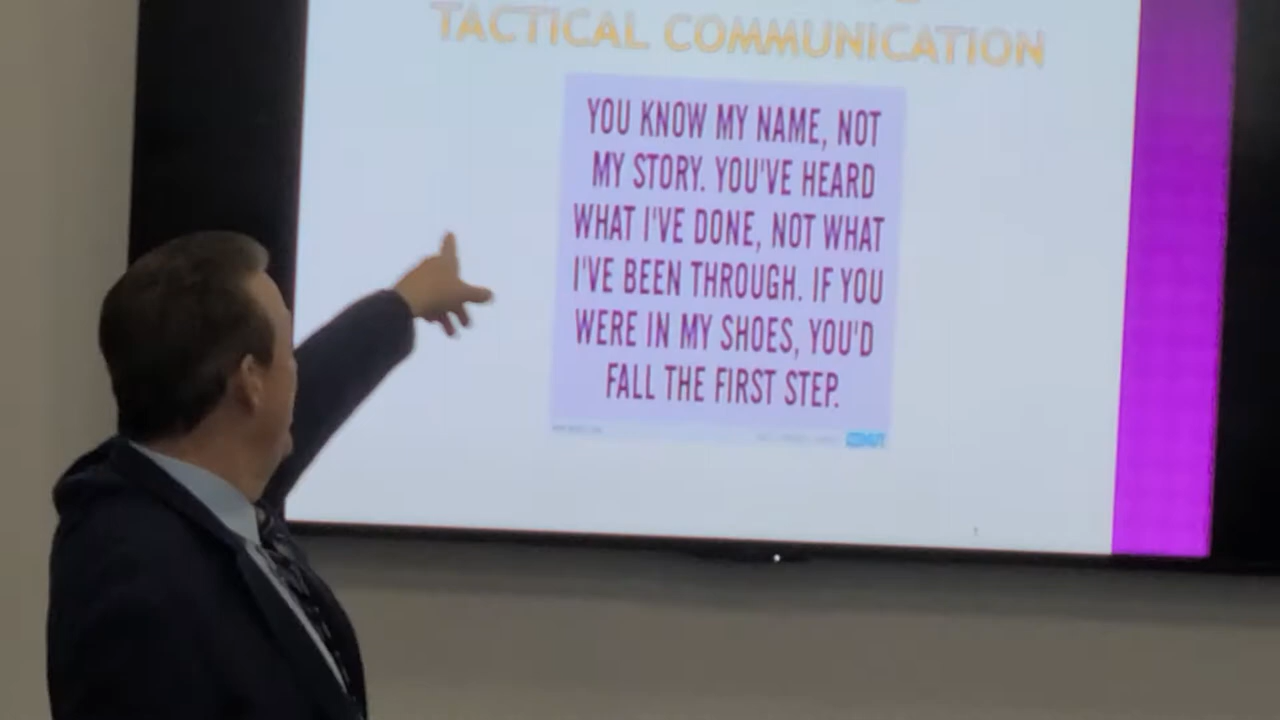 TACTICAL COMMUNICATION
YOU KNOW MY NAME, NOT
MY STORY. YOU'VE HEARD
WHAT I'VE DONE, NOT WHAT
I'VE BEEN THROUGH. IF YOU
WERE IN MY SHOES, YOU'D
FALL THE FIRST STEP.